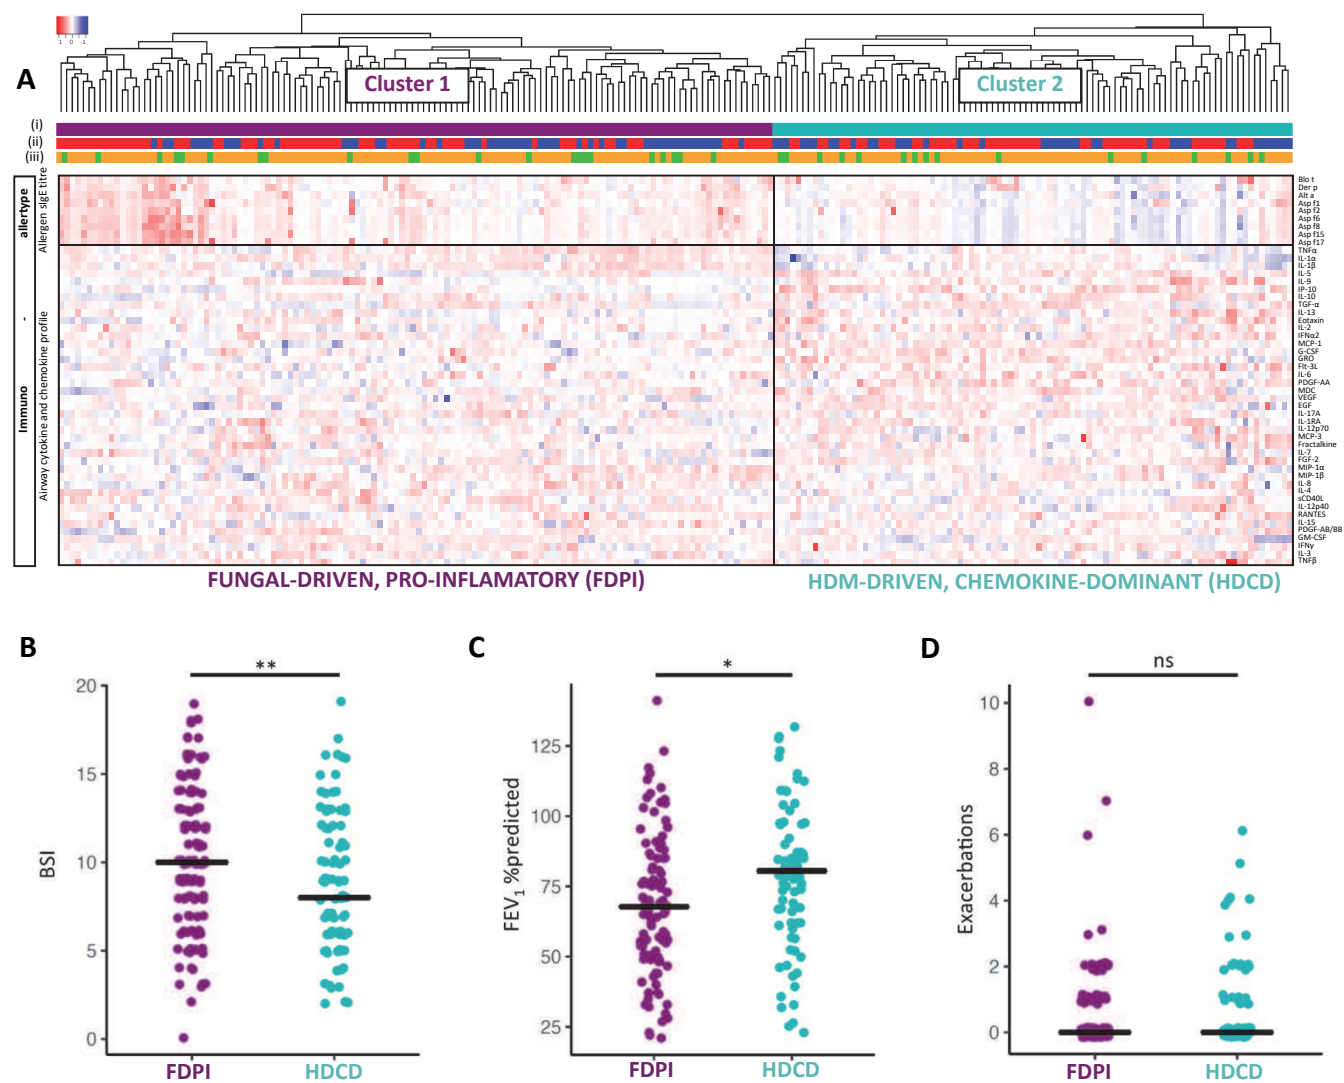 1 0 -1
A
Cluster 1
Cluster 2
(i)
(ii)
(iii)
Immuno - allertype
Allergen sIgE titre
Airway cytokine and chemokine profile
Blo t
Der p
Alt a
Asp f1
Asp f2
Asp f6
Asp f8
Asp f15
Asp f17
TNFα
IL-1α
IL-1β
IL-5
IL-9
IP-10
IL-10
TGF-α
IL-13
Eotaxin
IL-2
IFNα2
MCP-1
G-CSF
GRO
Flt-3L
IL-6
PDGF-AA
MDC
VEGF
EGF
IL-17A
IL-1RA
IL-12p70
MCP-3
Fractalkine
IL-7
FGF-2
MIP-1α
MIP-1β
IL-8
IL-4
sCD40L
IL-12p40
RANTES
IL-15
PDGF-AB/BB
GM-CSF
IFNγ
IL-3
TNFβ
FUNGAL-DRIVEN, PRO-INFLAMATORY (FDPI)
HDM-DRIVEN, CHEMOKINE-DOMINANT (HDCD)
B
**
BSI
20
15
10
5
0
FDPI
HDCD
C
*
FEV1 %predicted
125
100
75
50
25
FDPI
HDCD
D
ns
Exacerbations
10
8
6
4
2
0
FDPI
HDCD